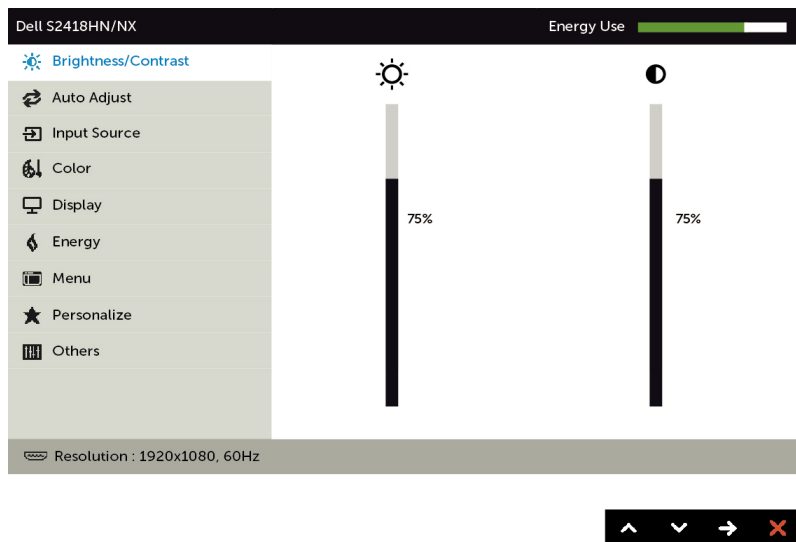 Dell S2418HN/NX
Energy Use
Brightness/Contrast
Auto Adjust
Input Source
Color
Display
Energy
Menu
Personalize
Others
75%
75%
Resolution : 1920x1080, 60Hz